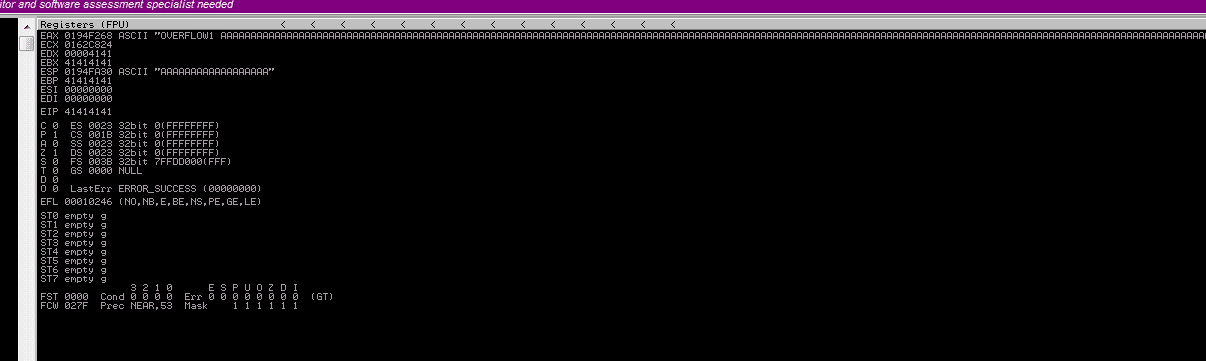 itor and software assessment specialist needed
Registers (FPU) < < < < < < < < < < < < < <
EAX 0194F268 ASCII "OVERFLOW1 AAAAAAAAAAAAAAAAAAAAAAAAAAAAAAAAAAAAAAAAAAAAAAAAAAAAAAAAAAAAAAAAAAAAAAAAAAAAAAAAAAAAAAAAAAAAAAAAAAAAAAAAAAAAAAAAAAAAAAAAAAAAAAAAAAAAAAAAAAAAAAAAAAAA
ECX 0162C824
EDX 00004141
EBX 41414141
ESP 0194FA30 ASCII "AAAAAAAAAAAAAAAAAA"
EBP 41414141
ESI 00000000
EDI 00000000
EIP 41414141
C 0 ES 0023 32bit 0(FFFFFFFF)
P 1 CS 001B 32bit 0(FFFFFFFF)
A 0 SS 0023 32bit 0(FFFFFFFF)
Z 1 DS 0023 32bit 0(FFFFFFFF)
S 0 FS 003B 32bit 7FFDD000(FFF)
T 0 GS 0000 NULL
D 0
O 0 LastErr ERROR_SUCCESS (00000000)
EFL 00010246 (NO,NB,E,BE,NS,PE,GE,LE)
ST0 empty g
ST1 empty g
ST2 empty g
ST3 empty g
ST4 empty g
ST5 empty g
ST6 empty g
ST7 empty g
3 2 1 0 E S P U O Z D I
FST 0000 Cond 0 0 0 0 Err 0 0 0 0 0 0 0 0 (GT)
FCW 027F Prec NEAR,53 Mask 1 1 1 1 1 1